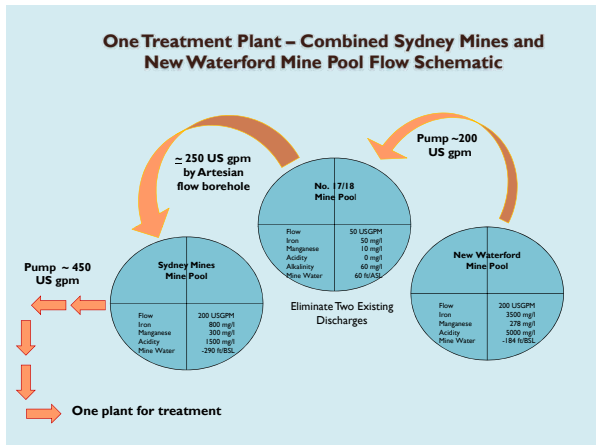 One Treatment Plant – Combined Sydney Mines and
New Waterford Mine Pool Flow Schematic
~ 250 US gpm
by Artesian
flow borehole
Pump ~200
US gpm
No. 17/18
Mine Pool
Flow 50 USGPM
Iron 50 mg/l
Manganese 10 mg/l
Acidity 0 mg/l
Alkalinity 60 mg/l
Mine Water 60 ft/ASL
Pump ~ 450
US gpm
Sydney Mines
Mine Pool
Flow 200 USGPM
Iron 800 mg/l
Manganese 300 mg/l
Acidity 1500 mg/l
Mine Water -290 ft/BSL
Eliminate Two Existing
Discharges
New Waterford
Mine Pool
Flow 200 USGPM
Iron 3500 mg/l
Manganese 278 mg/l
Acidity 5000 mg/l
Mine Water -184 ft/BSL
One plant for treatment